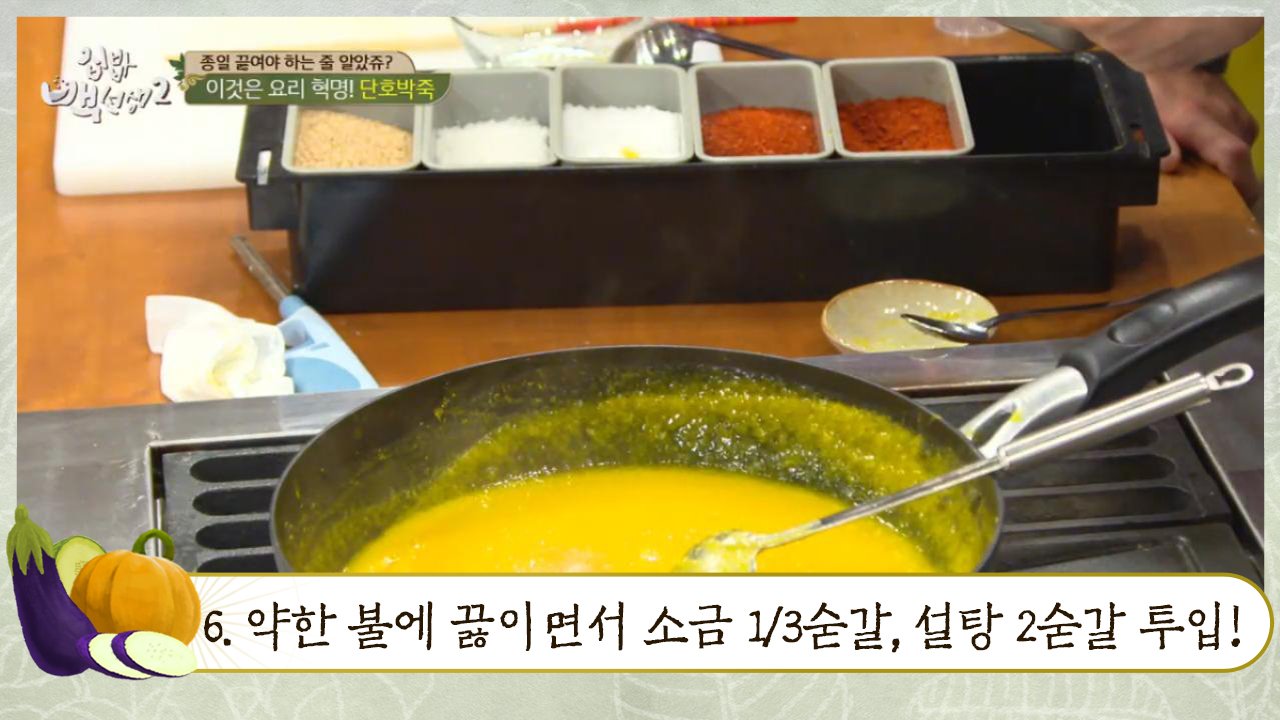 집밥
백선생2
종일 끓여야 하는 줄 알았쥬?
이것은 요리 혁명! 단호박죽
6. 약한 불에 끓이면서 소금 1/3숟갈, 설탕 2숟갈 투입!